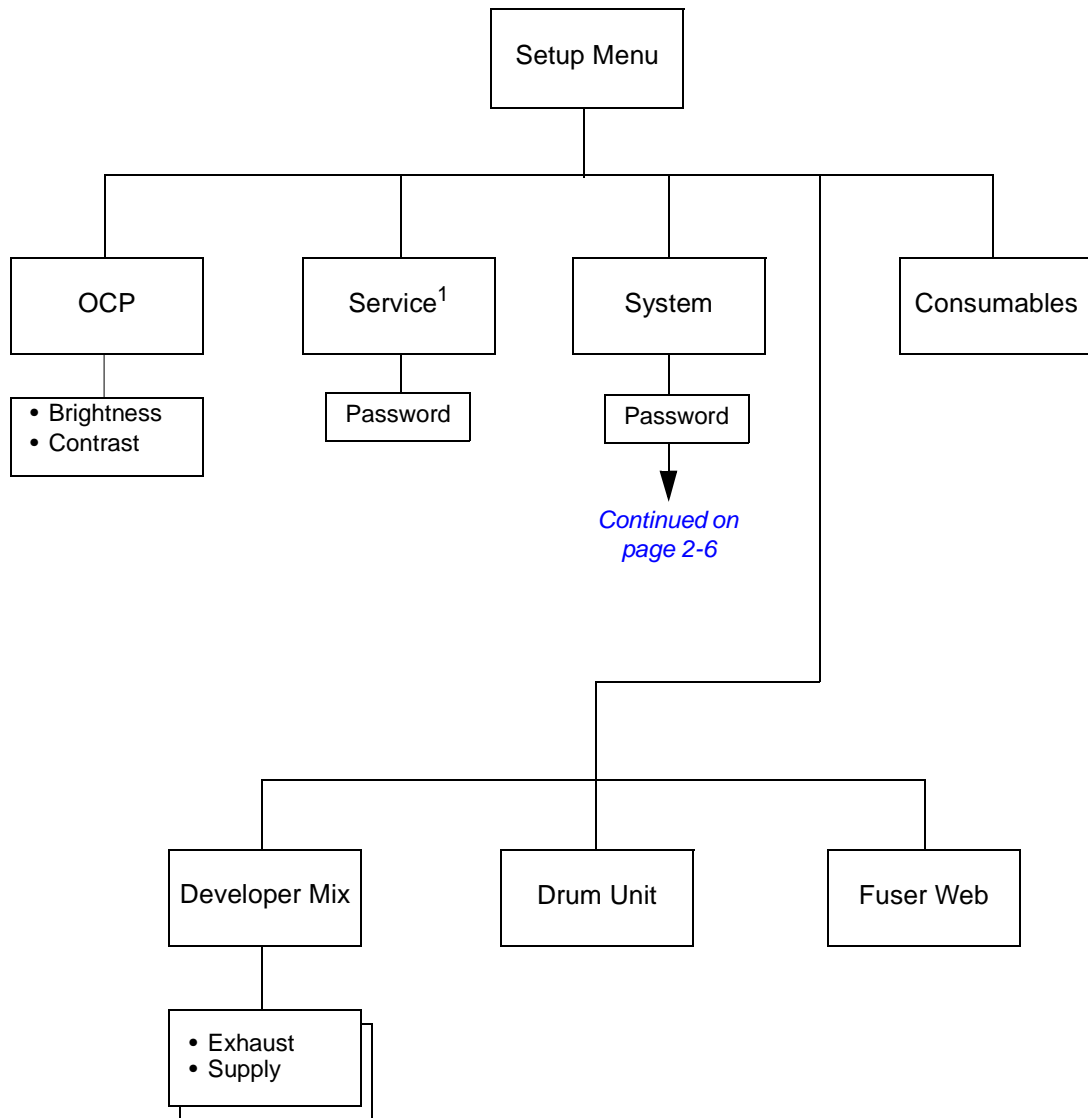 Setup Menu
OCP
Service¹
System
Consumables
• Brightness
• Contrast
Password
Password
Continued on
page 2-6
Developer Mix
Drum Unit
Fuser Web
• Exhaust
• Supply